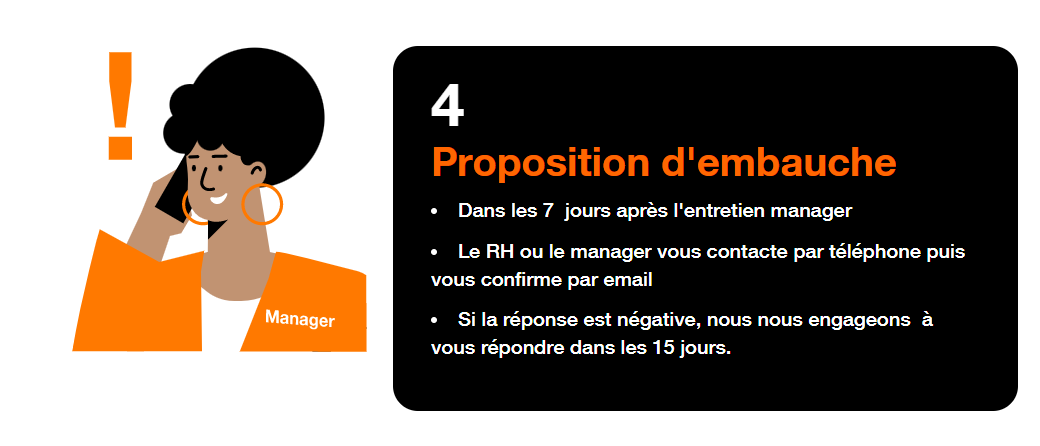 !
4
Proposition d'embauche
• Dans les 7  jours après l'entretien manager
• Le RH ou le manager vous contacte par téléphone puis
vous confirme par email
• Si la réponse est négative, nous nous engageons  à
vous répondre dans les 15 jours.
Manager